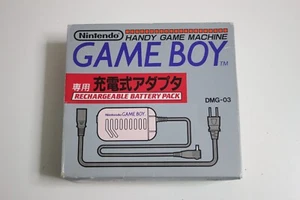 Nintendo HANDY GAME MACHINE
GAME BOY TM
専用 充電式アダプタ
RECHARGEABLE BATTERY PACK
DMG-03
Nintendo GAME BOY